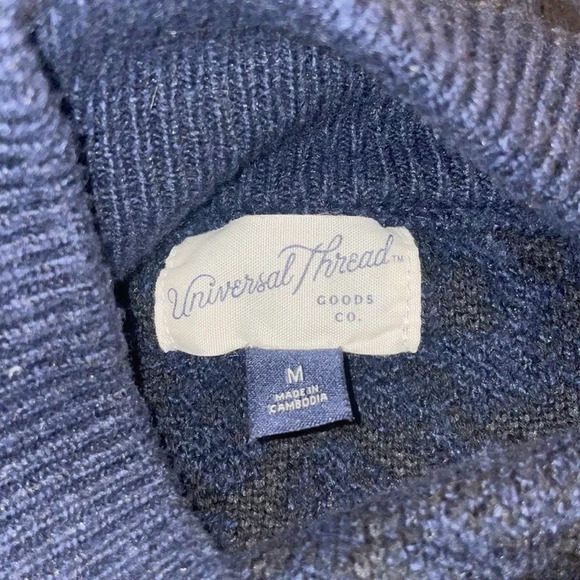 Universal Thread™
GOODS
CO.
M
MADE IN
CAMBODIA